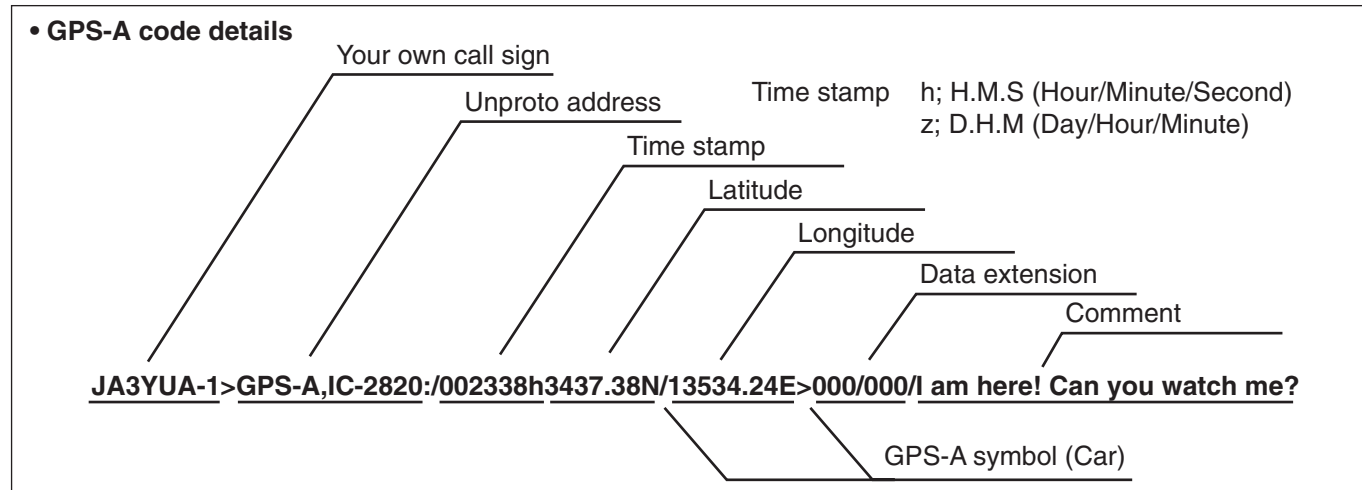 • GPS-A code details
Your own call sign
Unproto address
Time stamp h; H.M.S (Hour/Minute/Second)
z; D.H.M (Day/Hour/Minute)
Time stamp
Latitude
Longitude
Data extension
Comment
JA3YUA-1>GPS-A,IC-2820:/002338h3437.38N/13534.24E>000/000/I am here! Can you watch me?
GPS-A symbol (Car)